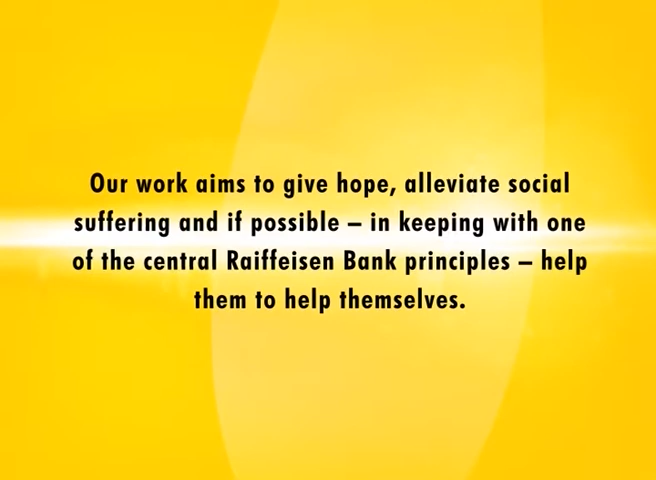 Our work aims to give hope, alleviate social
suffering and if possible – in keeping with one
of the central Raiffeisen Bank principles – help
them to help themselves.